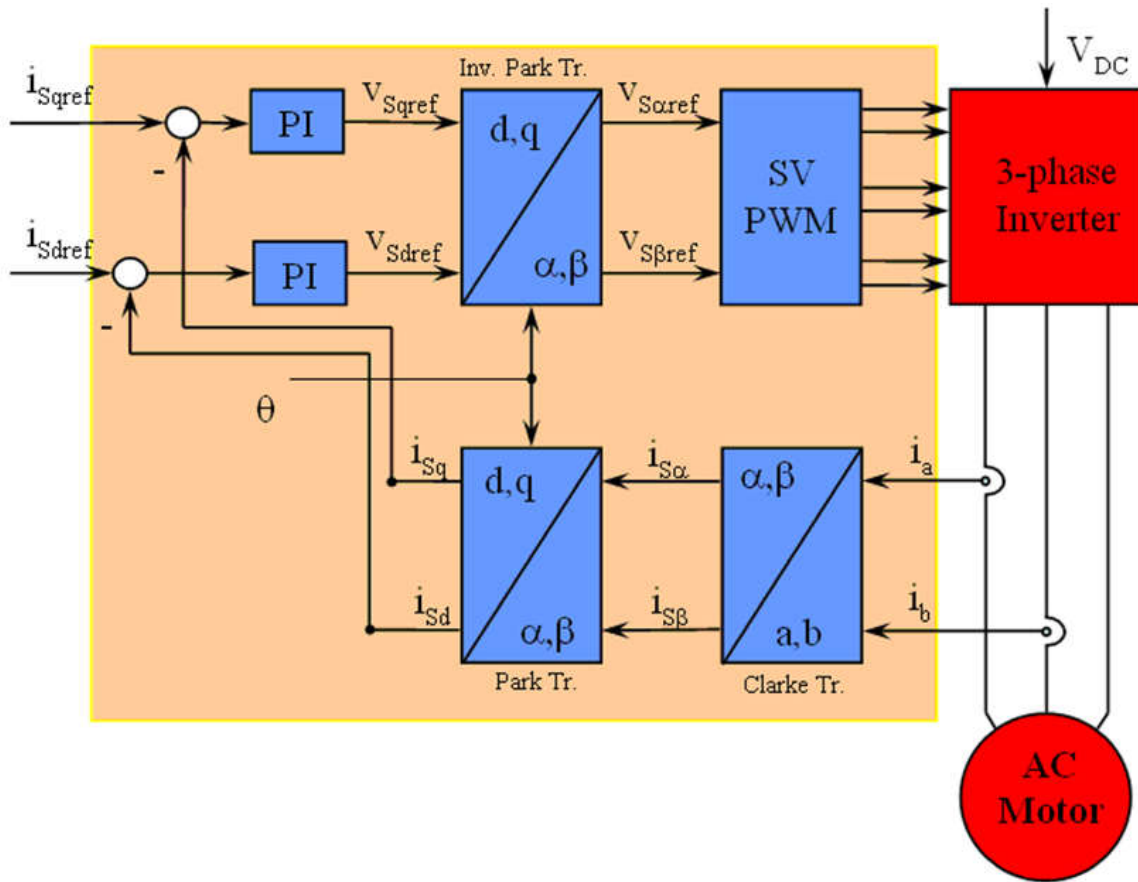 Inv. Park Tr.
V_DC
i_Sqref
PI
v_Sqref
d,q
α,β
v_Sαref
SV
PWM
3-phase
Inverter
-
i_Sdref
PI
v_Sdref
v_Sβref
-
θ
i_Sq
d,q
α,β
i_Sα
α,β
a,b
i_a
i_Sd
i_Sβ
i_b
Park Tr.
Clarke Tr.
AC
Motor